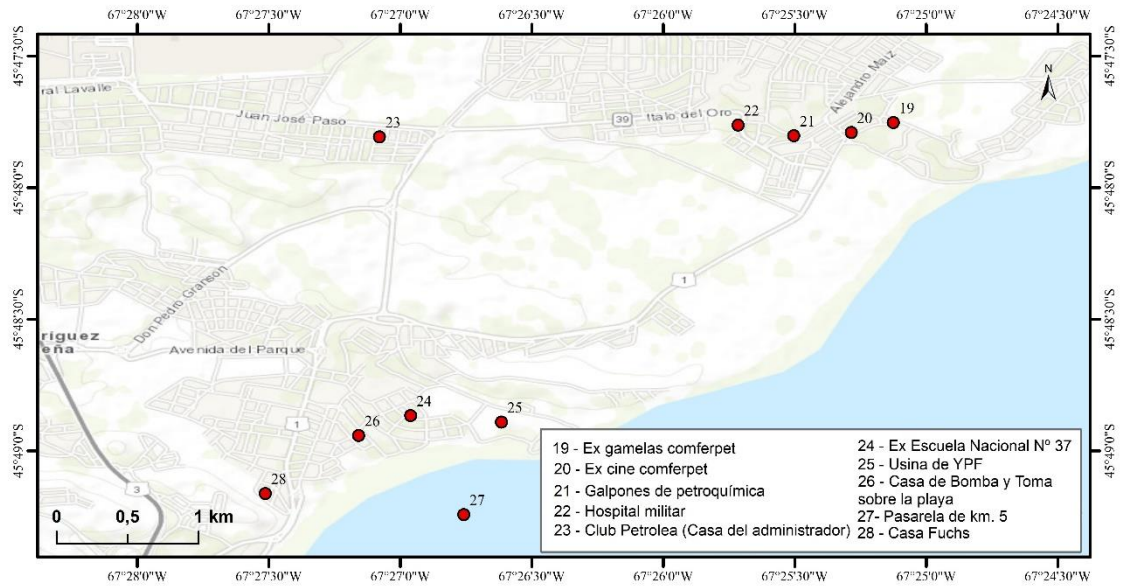 67°28'0"W 67°27'30"W 67°27'0"W 67°26'30"W 67°26'0"W 67°25'30"W 67°25'0"W 67°24'30"W
45°47'30"S 45°47'30"S
ral Lavalle
Juan José Paso
39
Italo del Oro
Alejandro Maíz
N
23
22
21
20
19
45°48'0"S 45°48'0"S
Don Pedro Granson
1
45°48'30"S 45°48'30"S
ríguez
eña
Avenida del Parque
1
24
25
26
45°49'0"S 45°49'0"S
3
28
27
0 0,5 1 km
19 - Ex gamelas comferpet
20 - Ex cine comferpet
21 - Galpones de petroquímica
22 - Hospital militar
23 - Club Petrolea (Casa del administrador)
24 - Ex Escuela Nacional Nº 37
25 - Usina de YPF
26 - Casa de Bomba y Toma
sobre la playa
27- Pasarela de km. 5
28 - Casa Fuchs
67°28'0"W 67°27'30"W 67°27'0"W 67°26'30"W 67°26'0"W 67°25'30"W 67°25'0"W 67°24'30"W